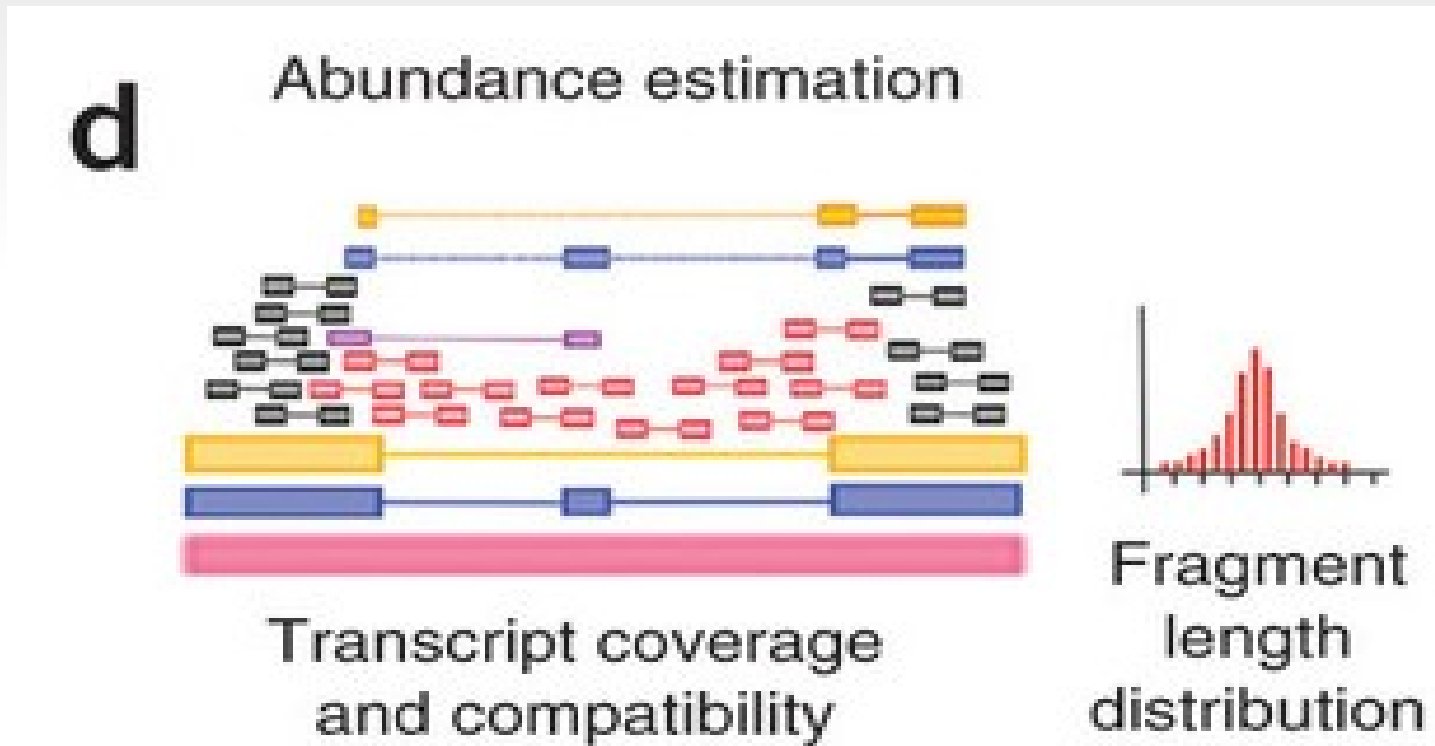 d
Abundance estimation
Transcript coverage
and compatibility
Fragment
length
distribution